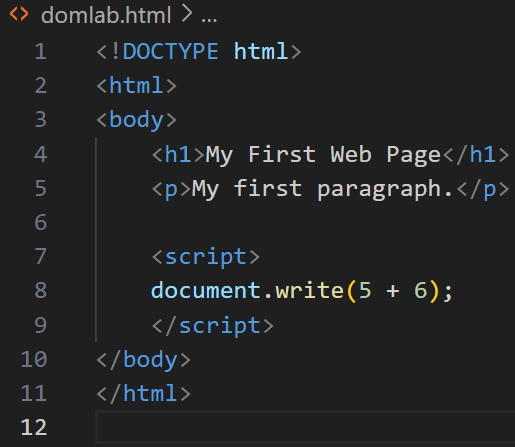 <> domlab.html > ...
1 <!DOCTYPE html>
2 <html>
3 <body>
4 <h1>My First Web Page</h1>
5 <p>My first paragraph.</p>
6
7 <script>
8 document.write(5 + 6);
9 </script>
10 </body>
11 </html>
12